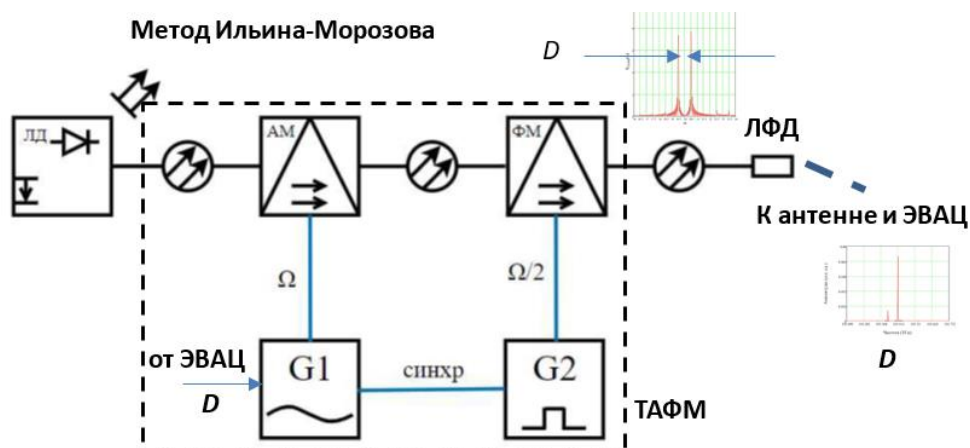 Метод Ильина-Морозова
D
ЛД
АМ
ФМ
ЛФД
К антенне и ЭВАЦ
Ω
Ω/2
от ЭВАЦ
D
G1
синхр
G2
ТАФМ
D